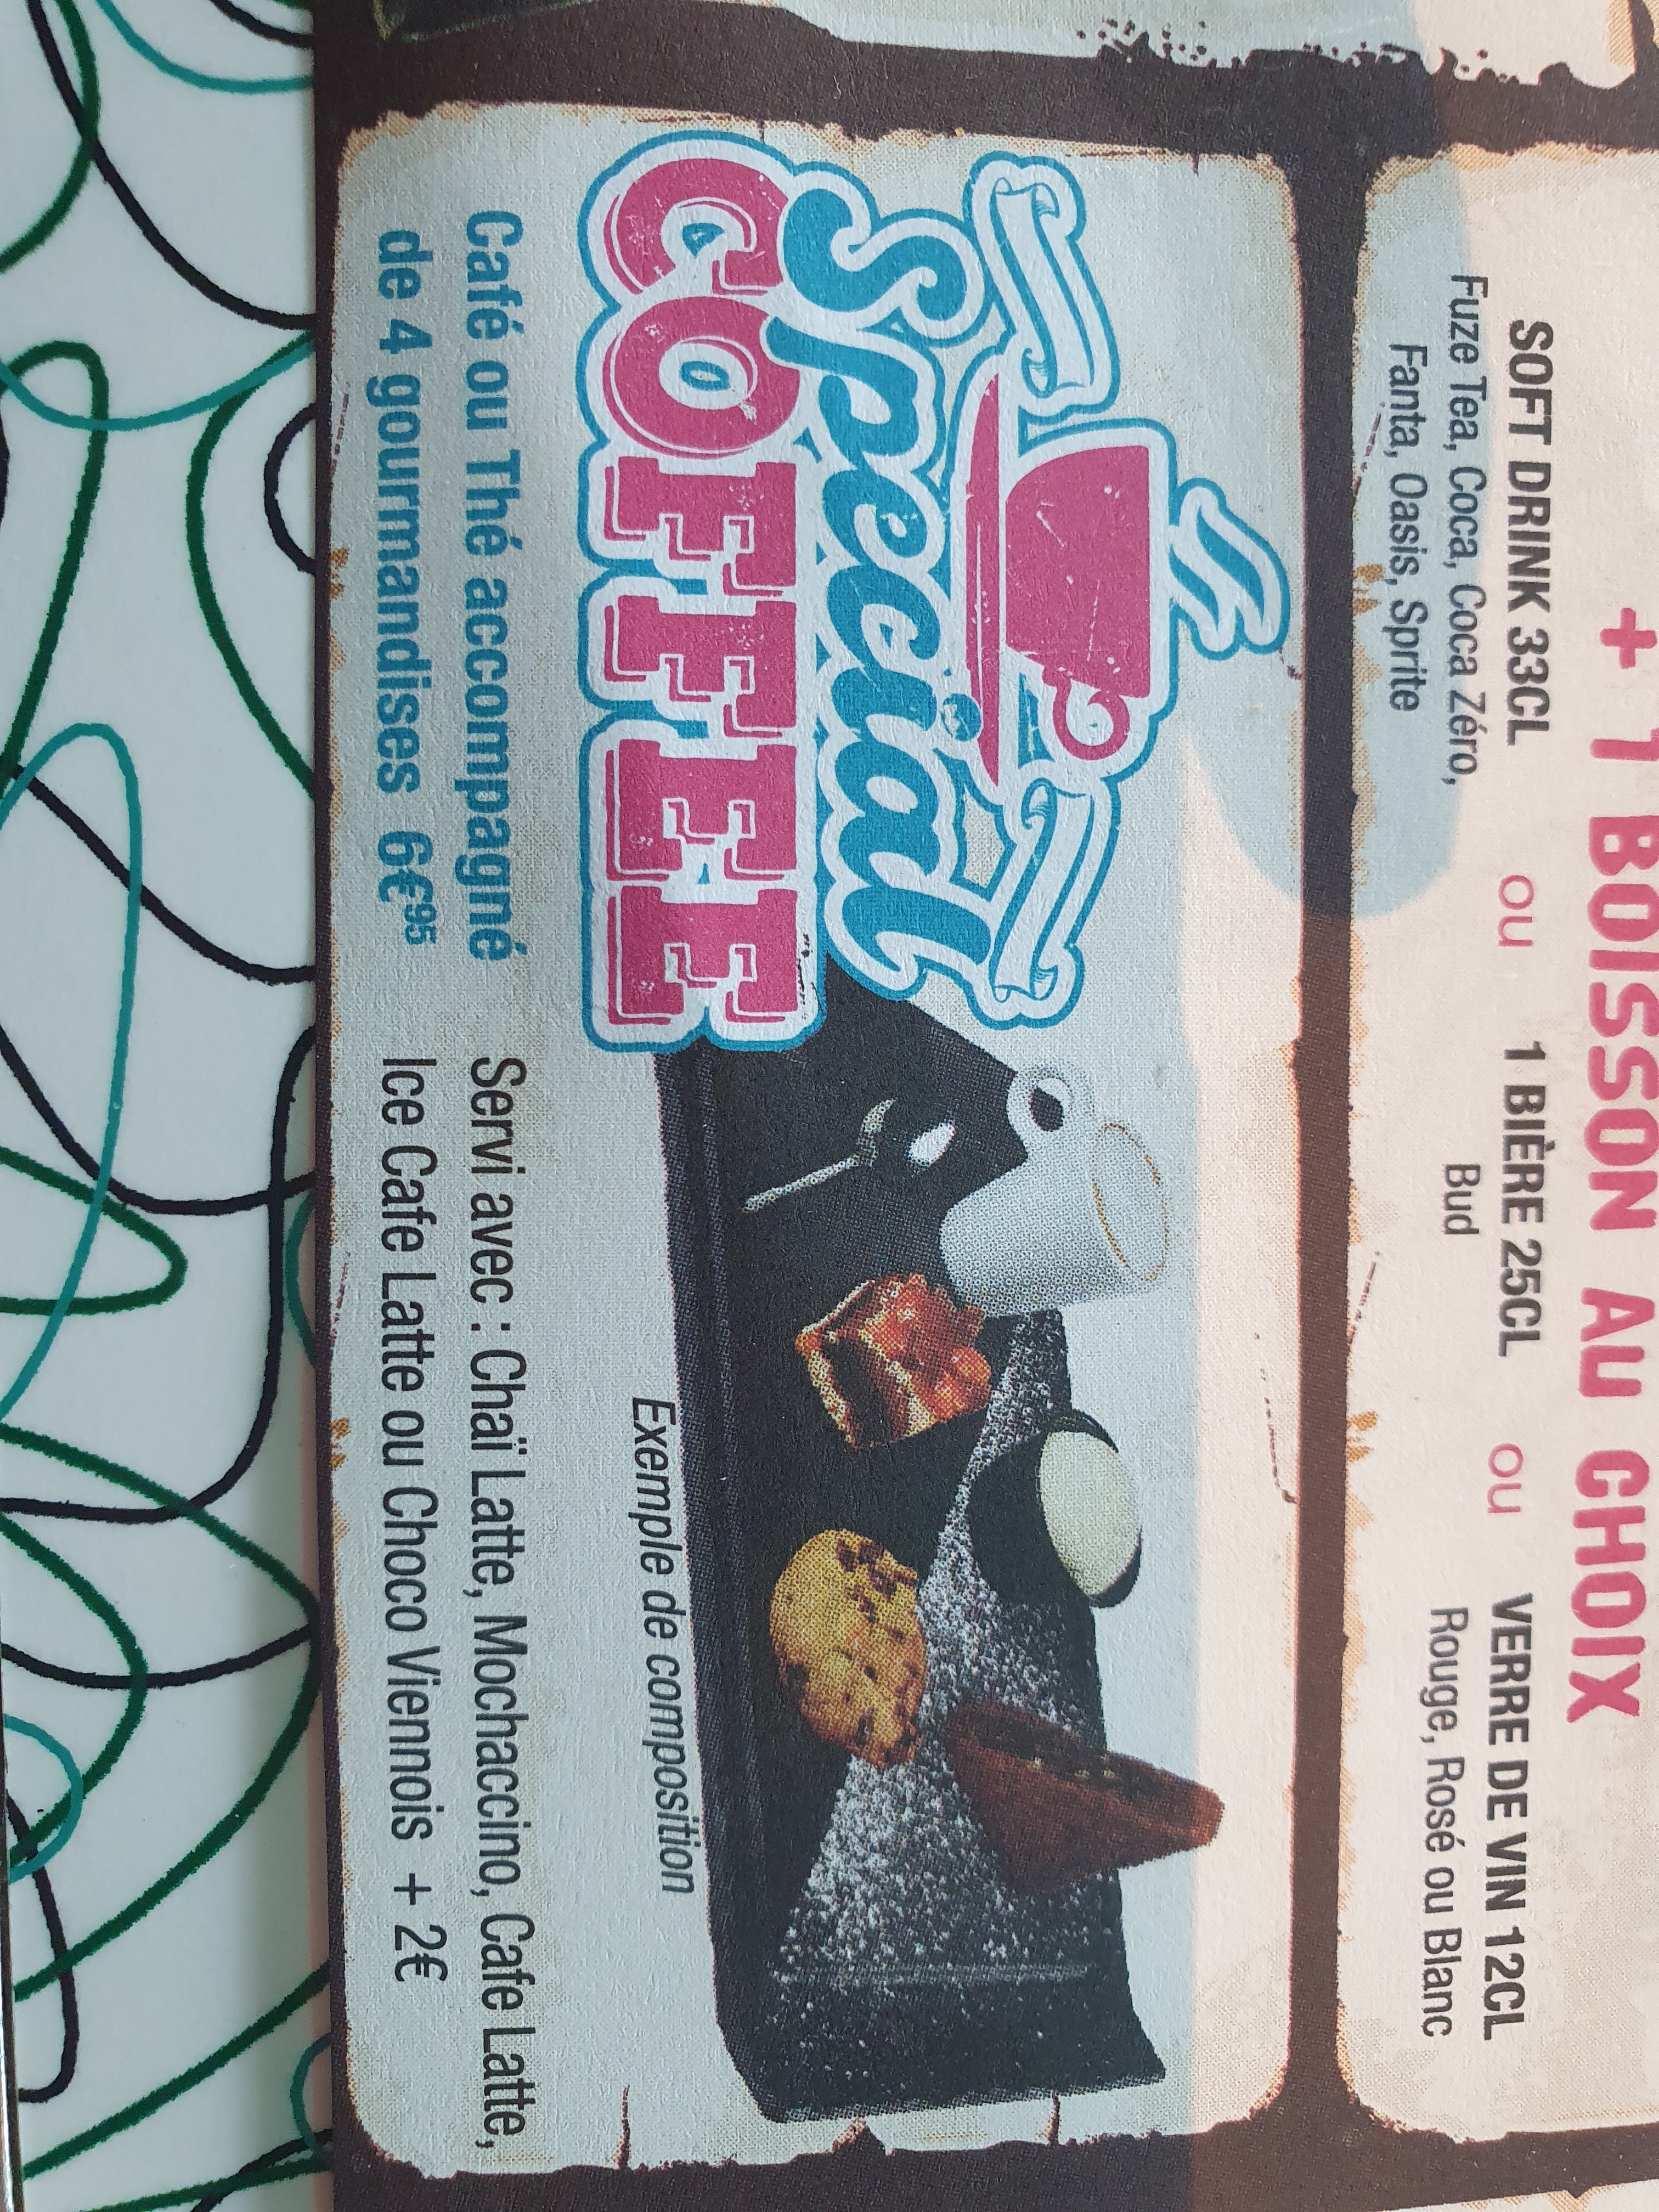 + 1 BOISSON AU CHOIX
SOFT DRINK 33CL
Fuze Tea, Coca, Coca Zéro,
Fanta, Oasis, Sprite
ou
1 BIÈRE 25CL
Bud
ou
VERRE DE VIN 12CL
Rouge, Rosé ou Blanc
Special
COFFEE
Exemple de composition
Café ou Thé accompagné
de 4 gourmandises 6€95
Servi avec : Chaï Latte, Mochaccino, Cafe Latte,
Ice Cafe Latte ou Choco Viennois + 2€